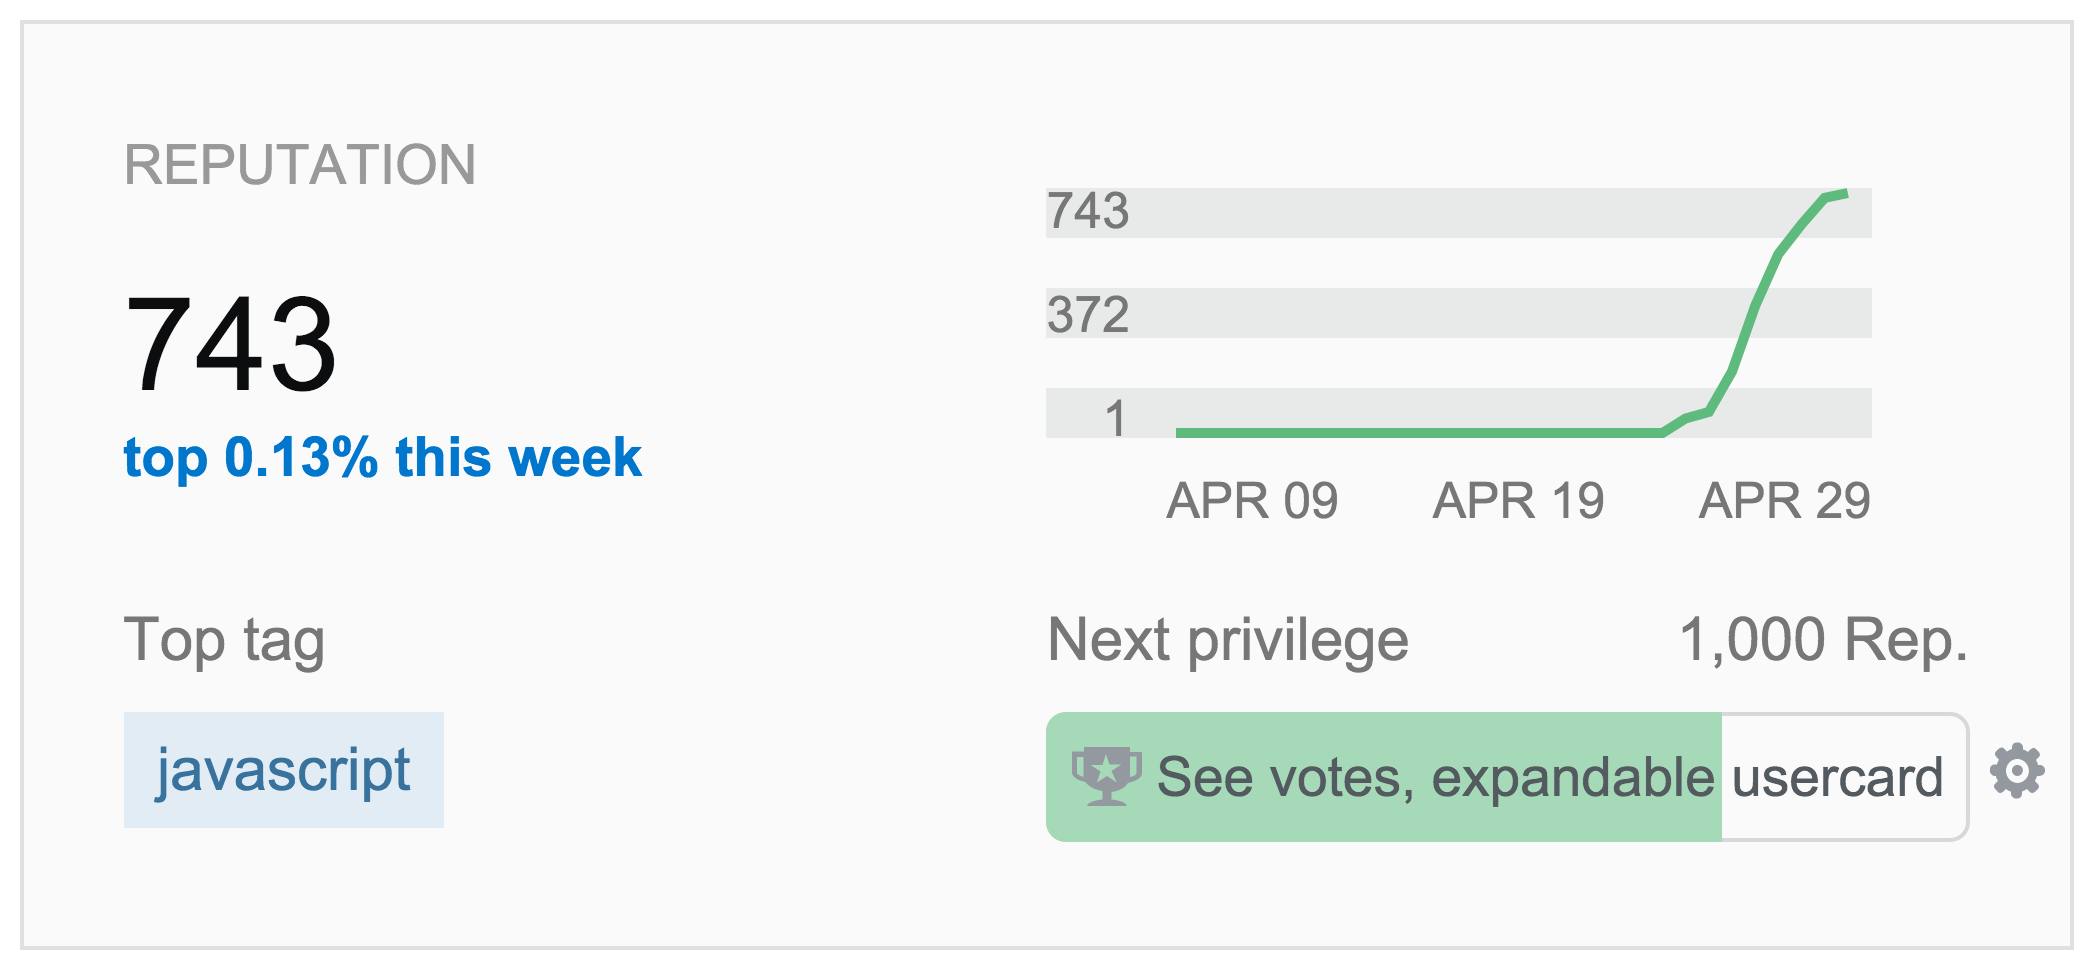 REPUTATION
743
top 0.13% this week
743
372
1
APR 09 APR 19 APR 29
Top tag
javascript
Next privilege 1,000 Rep.
See votes, expandable usercard